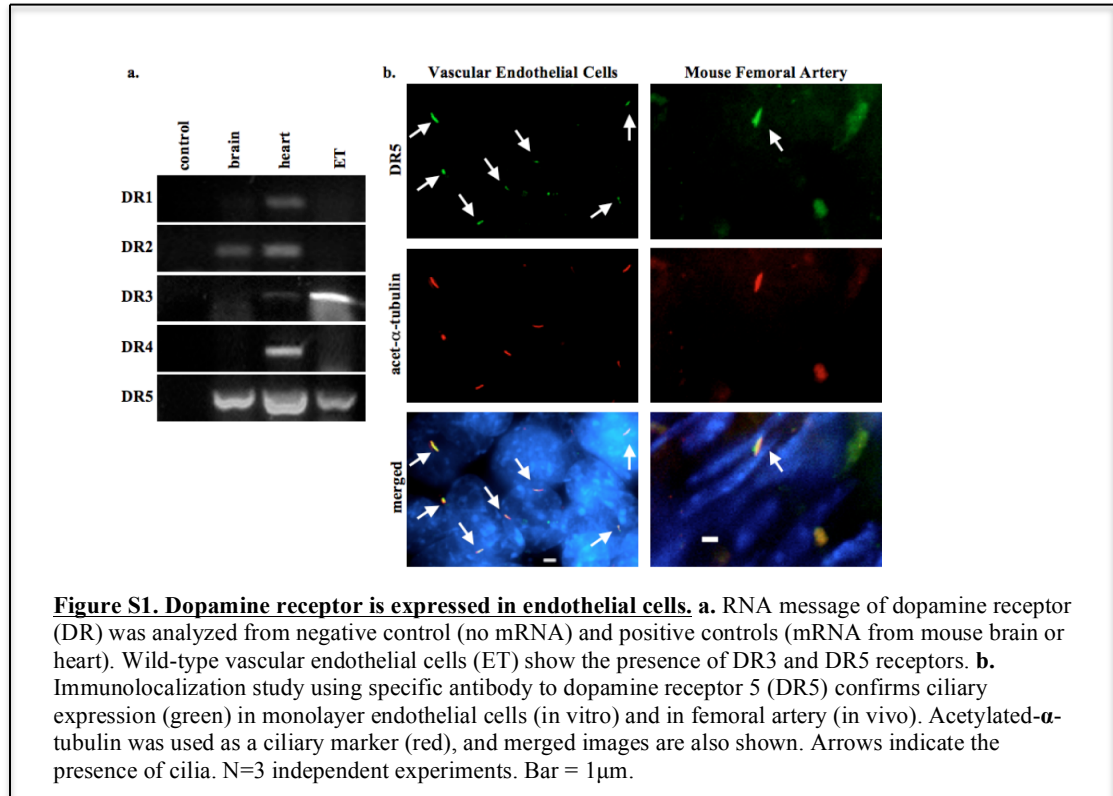 a.
control
brain
heart
ET
DR1
DR2
DR3
DR4
DR5
b.
Vascular Endothelial Cells
Mouse Femoral Artery
DR5
acet-α-tubulin
merged
Figure S1. Dopamine receptor is expressed in endothelial cells. a. RNA message of dopamine receptor
(DR) was analyzed from negative control (no mRNA) and positive controls (mRNA from mouse brain or
heart). Wild-type vascular endothelial cells (ET) show the presence of DR3 and DR5 receptors. b.
Immunolocalization study using specific antibody to dopamine receptor 5 (DR5) confirms ciliary
expression (green) in monolayer endothelial cells (in vitro) and in femoral artery (in vivo). Acetylated-α-
tubulin was used as a ciliary marker (red), and merged images are also shown. Arrows indicate the
presence of cilia. N=3 independent experiments. Bar = 1μm.